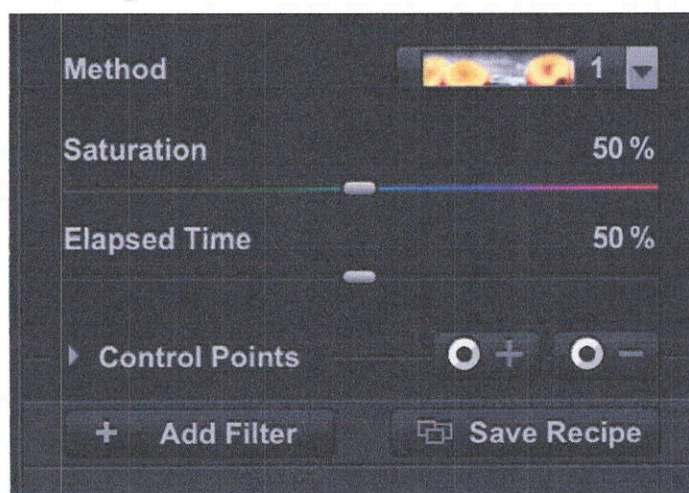 Method 1
Saturation 50 %
Elapsed Time 50 %
Control Points
+ Add Filter Save Recipe